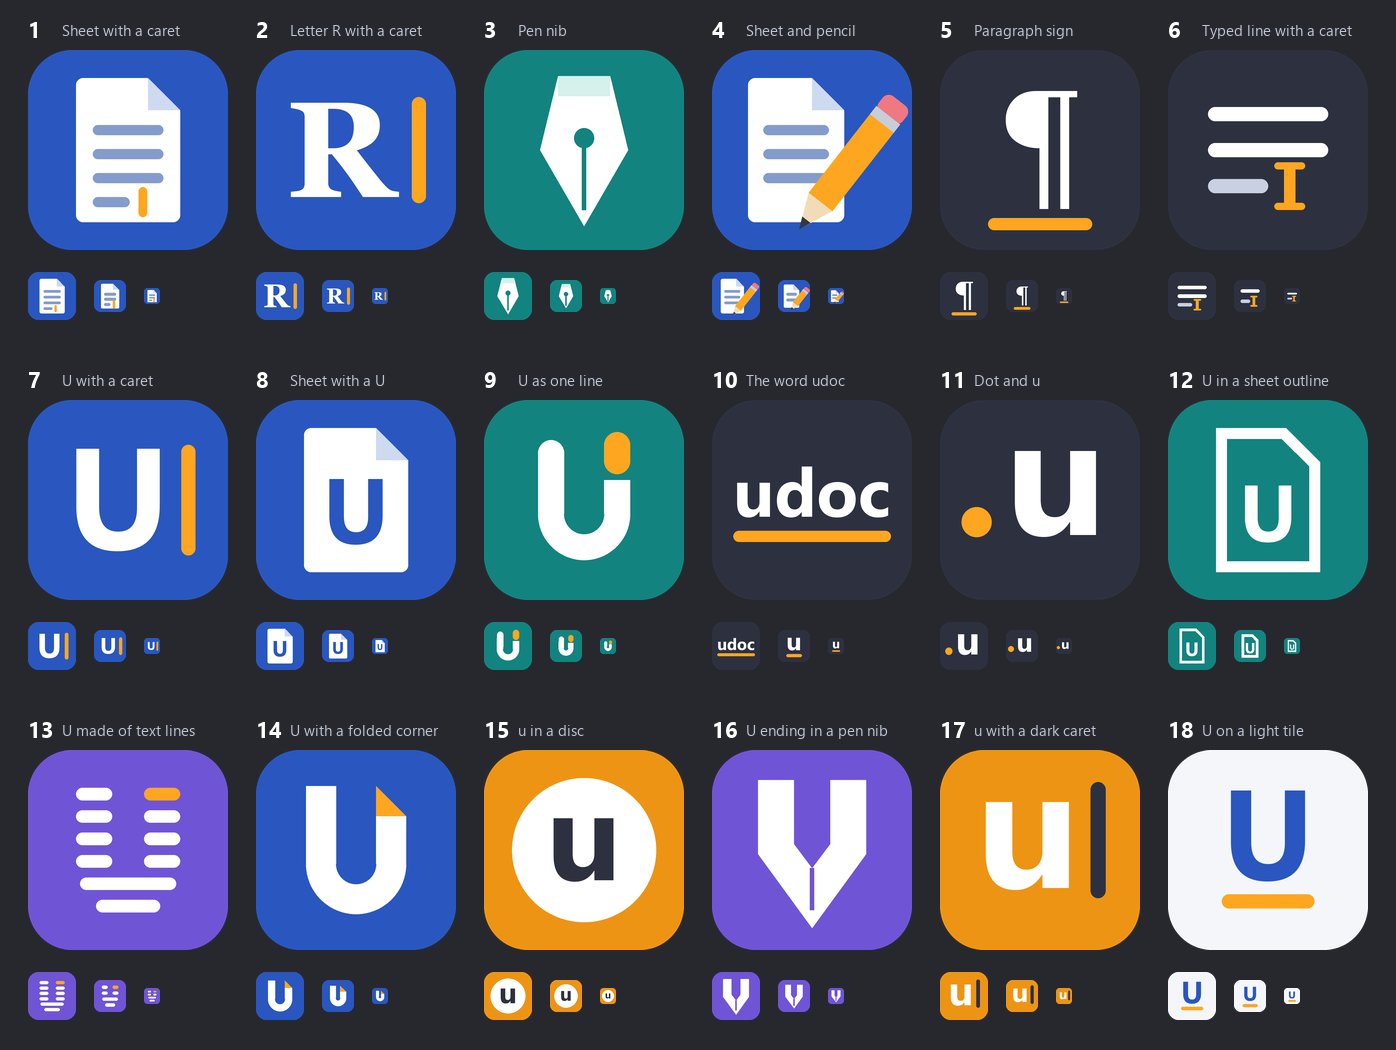 1 Sheet with a caret
2 Letter R with a caret
3 Pen nib
4 Sheet and pencil
5 Paragraph sign
6 Typed line with a caret
R
¶
R
R
R
¶
¶
¶
7 U with a caret
8 Sheet with a U
9 U as one line
10 The word udoc
11 Dot and u
12 U in a sheet outline
U
U
U
udoc
.u
U
U
U
U
U
U
U
U
U
U
udoc
u
u
.u
.u
.u
U
U
U
13 U made of text lines
14 U with a folded corner
15 u in a disc
16 U ending in a pen nib
17 u with a dark caret
18 U on a light tile
U
U
u
U
u
U
U
U
U
U
U
U
u
u
u
U
U
U
u
u
u
U
U
U